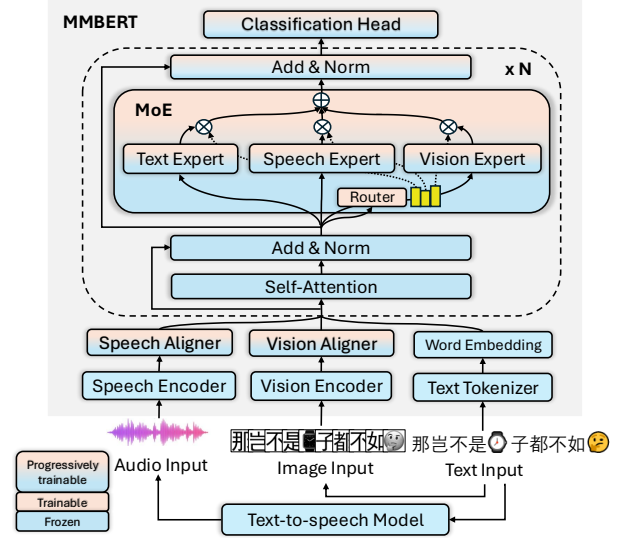 MMBERT
Classification Head
Add & Norm
x N
MoE
Text Expert
Speech Expert
Vision Expert
Router
Add & Norm
Self-Attention
Speech Aligner
Vision Aligner
Word Embedding
Speech Encoder
Vision Encoder
Text Tokenizer
那岂不是⌚子都不如🤔
那岂不是⌚子都不如🤔
Audio Input
Image Input
Text Input
Progressively
trainable
Trainable
Frozen
Text-to-speech Model